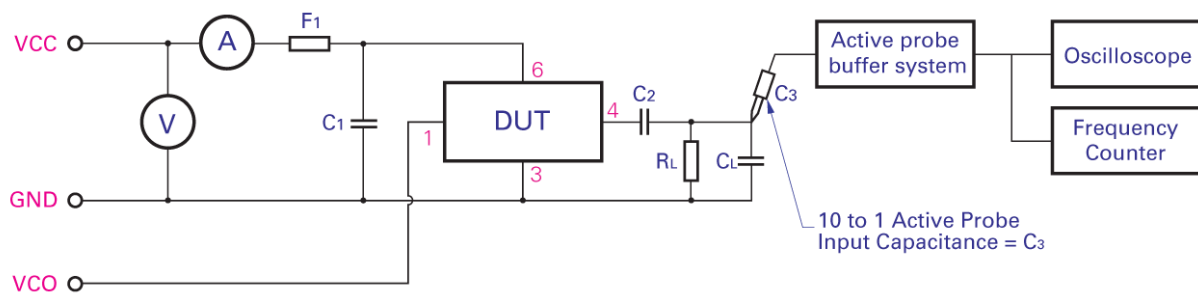 VCC
A
F1
V
C1
6
DUT
1
4
3
C2
RL
CL
C3
Active probe
buffer system
Oscilloscope
Frequency
Counter
GND
10 to 1 Active Probe
Input Capacitance = C3
VCO